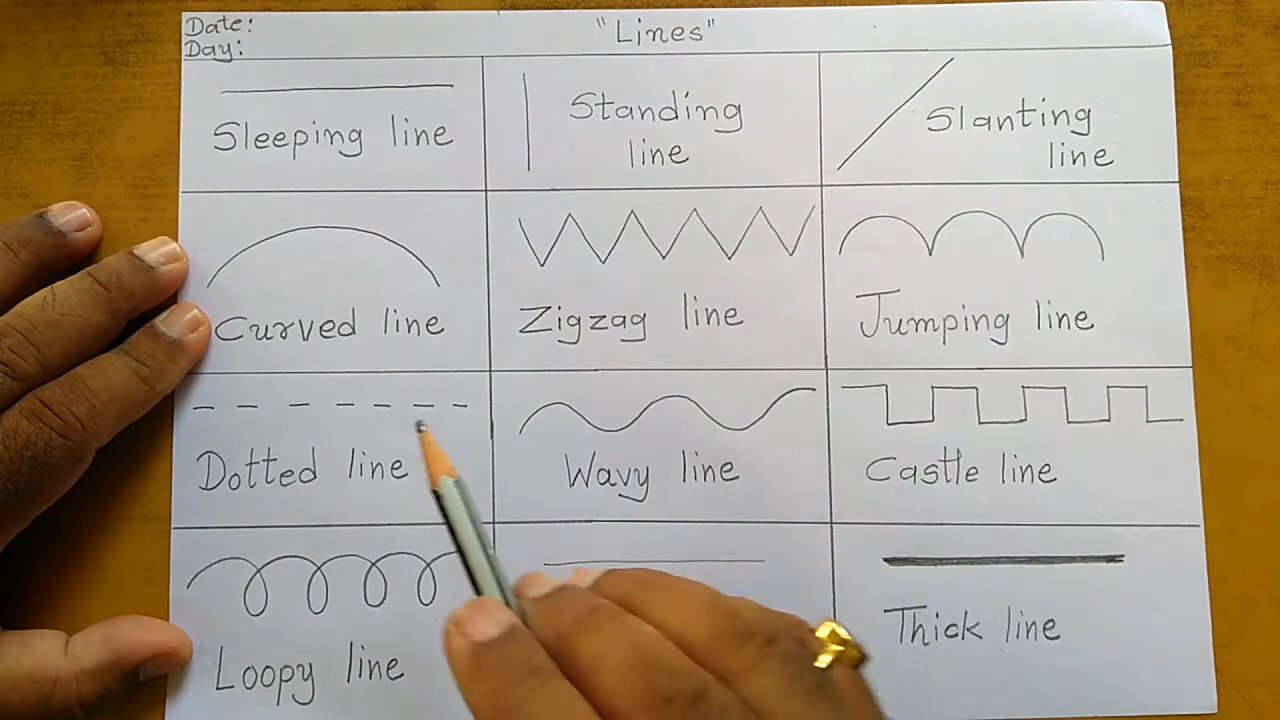 Date:
Day:
"Lines"
Sleeping line
Standing
line
Slanting
line
Curved line
Zigzag line
Jumping line
Dotted line
Wavy line
Castle line
Loopy line
Thick line